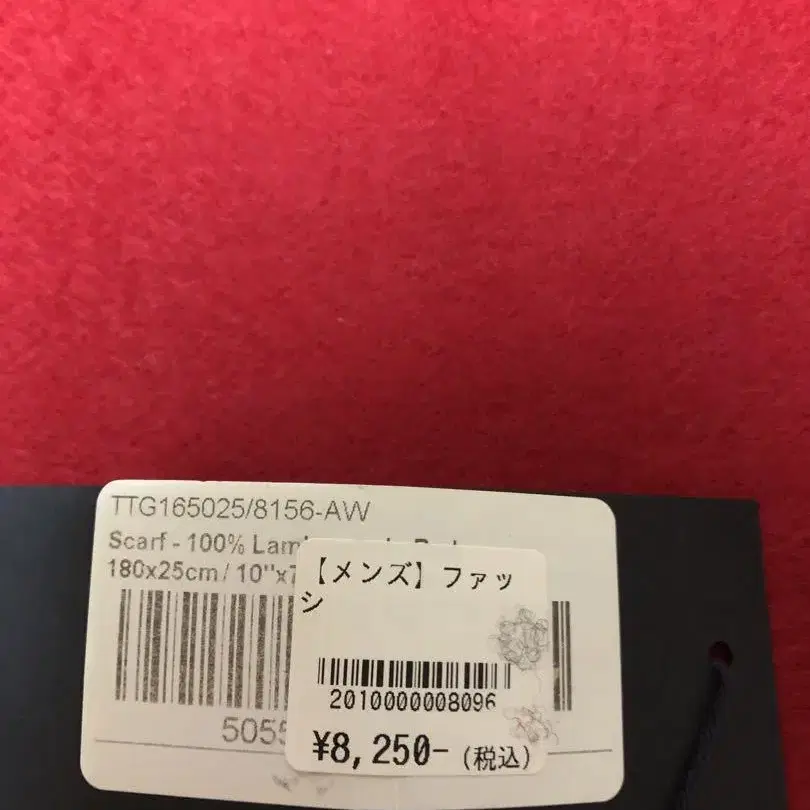 TTG165025/8156-AW
Scarf - 100% Lam
180x25cm / 10"x7
5055
【メンズ】ファッ
シ
2010000008096
¥8,250-(税込)